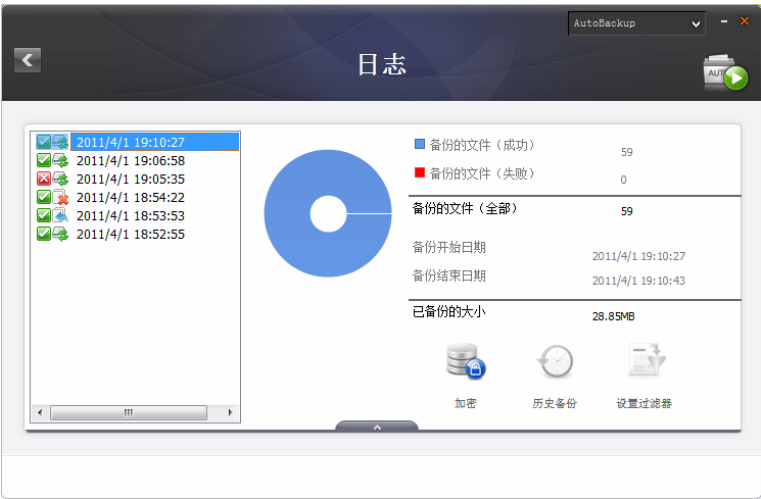 AutoBackup
日志
AUTO
2011/4/1 19:10:27
2011/4/1 19:06:58
2011/4/1 19:05:35
2011/4/1 18:54:22
2011/4/1 18:53:53
2011/4/1 18:52:55
备份的文件（成功） 59
备份的文件（失败） 0
备份的文件（全部） 59
备份开始日期 2011/4/1 19:10:27
备份结束日期 2011/4/1 19:10:43
已备份的大小 28.85MB
加密 历史备份 设置过滤器